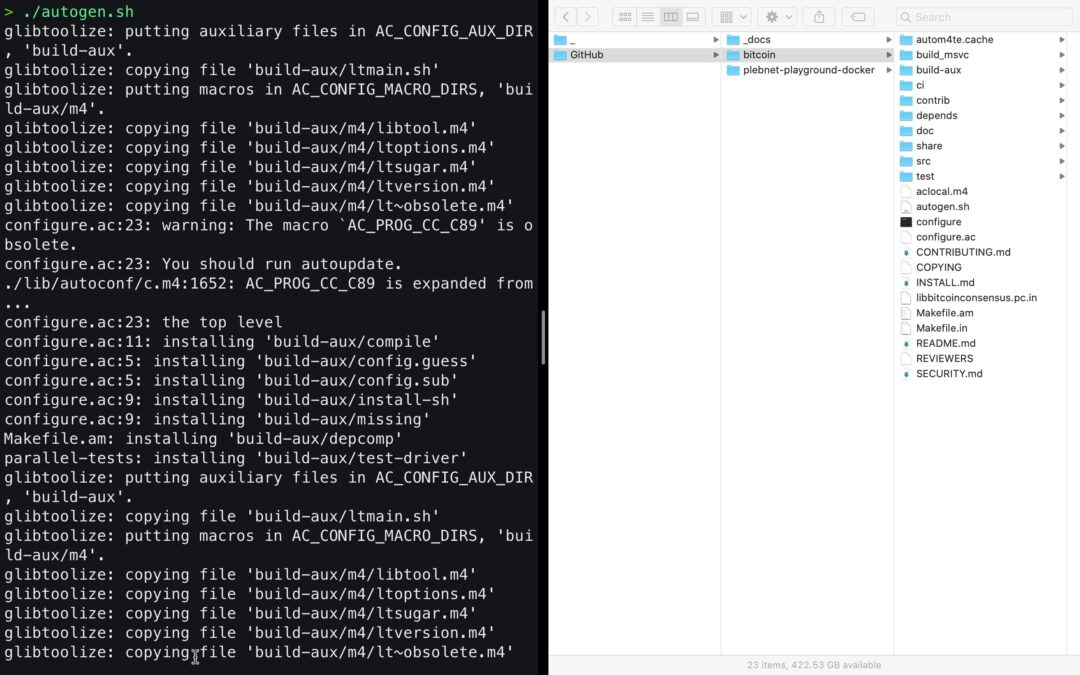 > ./autogen.sh
glibtoolize: putting auxiliary files in AC_CONFIG_AUX_DIR
, 'build-aux'.
glibtoolize: copying file 'build-aux/ltmain.sh'
glibtoolize: putting macros in AC_CONFIG_MACRO_DIRS, 'bui
ld-aux/m4'.
glibtoolize: copying file 'build-aux/m4/libtool.m4'
glibtoolize: copying file 'build-aux/m4/ltoptions.m4'
glibtoolize: copying file 'build-aux/m4/ltsugar.m4'
glibtoolize: copying file 'build-aux/m4/ltversion.m4'
glibtoolize: copying file 'build-aux/m4/lt~obsolete.m4'
configure.ac:23: warning: The macro `AC_PROG_CC_C89' is o
bsolete.
configure.ac:23: You should run autoupdate.
./lib/autoconf/c.m4:1652: AC_PROG_CC_C89 is expanded from
...
configure.ac:23: the top level
configure.ac:11: installing 'build-aux/compile'
configure.ac:5: installing 'build-aux/config.guess'
configure.ac:5: installing 'build-aux/config.sub'
configure.ac:9: installing 'build-aux/install-sh'
configure.ac:9: installing 'build-aux/missing'
Makefile.am: installing 'build-aux/depcomp'
parallel-tests: installing 'build-aux/test-driver'
glibtoolize: putting auxiliary files in AC_CONFIG_AUX_DIR
, 'build-aux'.
glibtoolize: copying file 'build-aux/ltmain.sh'
glibtoolize: putting macros in AC_CONFIG_MACRO_DIRS, 'bui
ld-aux/m4'.
glibtoolize: copying file 'build-aux/m4/libtool.m4'
glibtoolize: copying file 'build-aux/m4/ltoptions.m4'
glibtoolize: copying file 'build-aux/m4/ltsugar.m4'
glibtoolize: copying file 'build-aux/m4/ltversion.m4'
glibtoolize: copying file 'build-aux/m4/lt~obsolete.m4'
Search
_
GitHub
_docs
bitcoin
plebnet-playground-docker
autom4te.cache
build_msvc
build-aux
ci
contrib
depends
doc
share
src
test
aclocal.m4
autogen.sh
configure
configure.ac
CONTRIBUTING.md
COPYING
INSTALL.md
libbitcoinconsensus.pc.in
Makefile.am
Makefile.in
README.md
REVIEWERS
SECURITY.md
23 items, 422.53 GB available